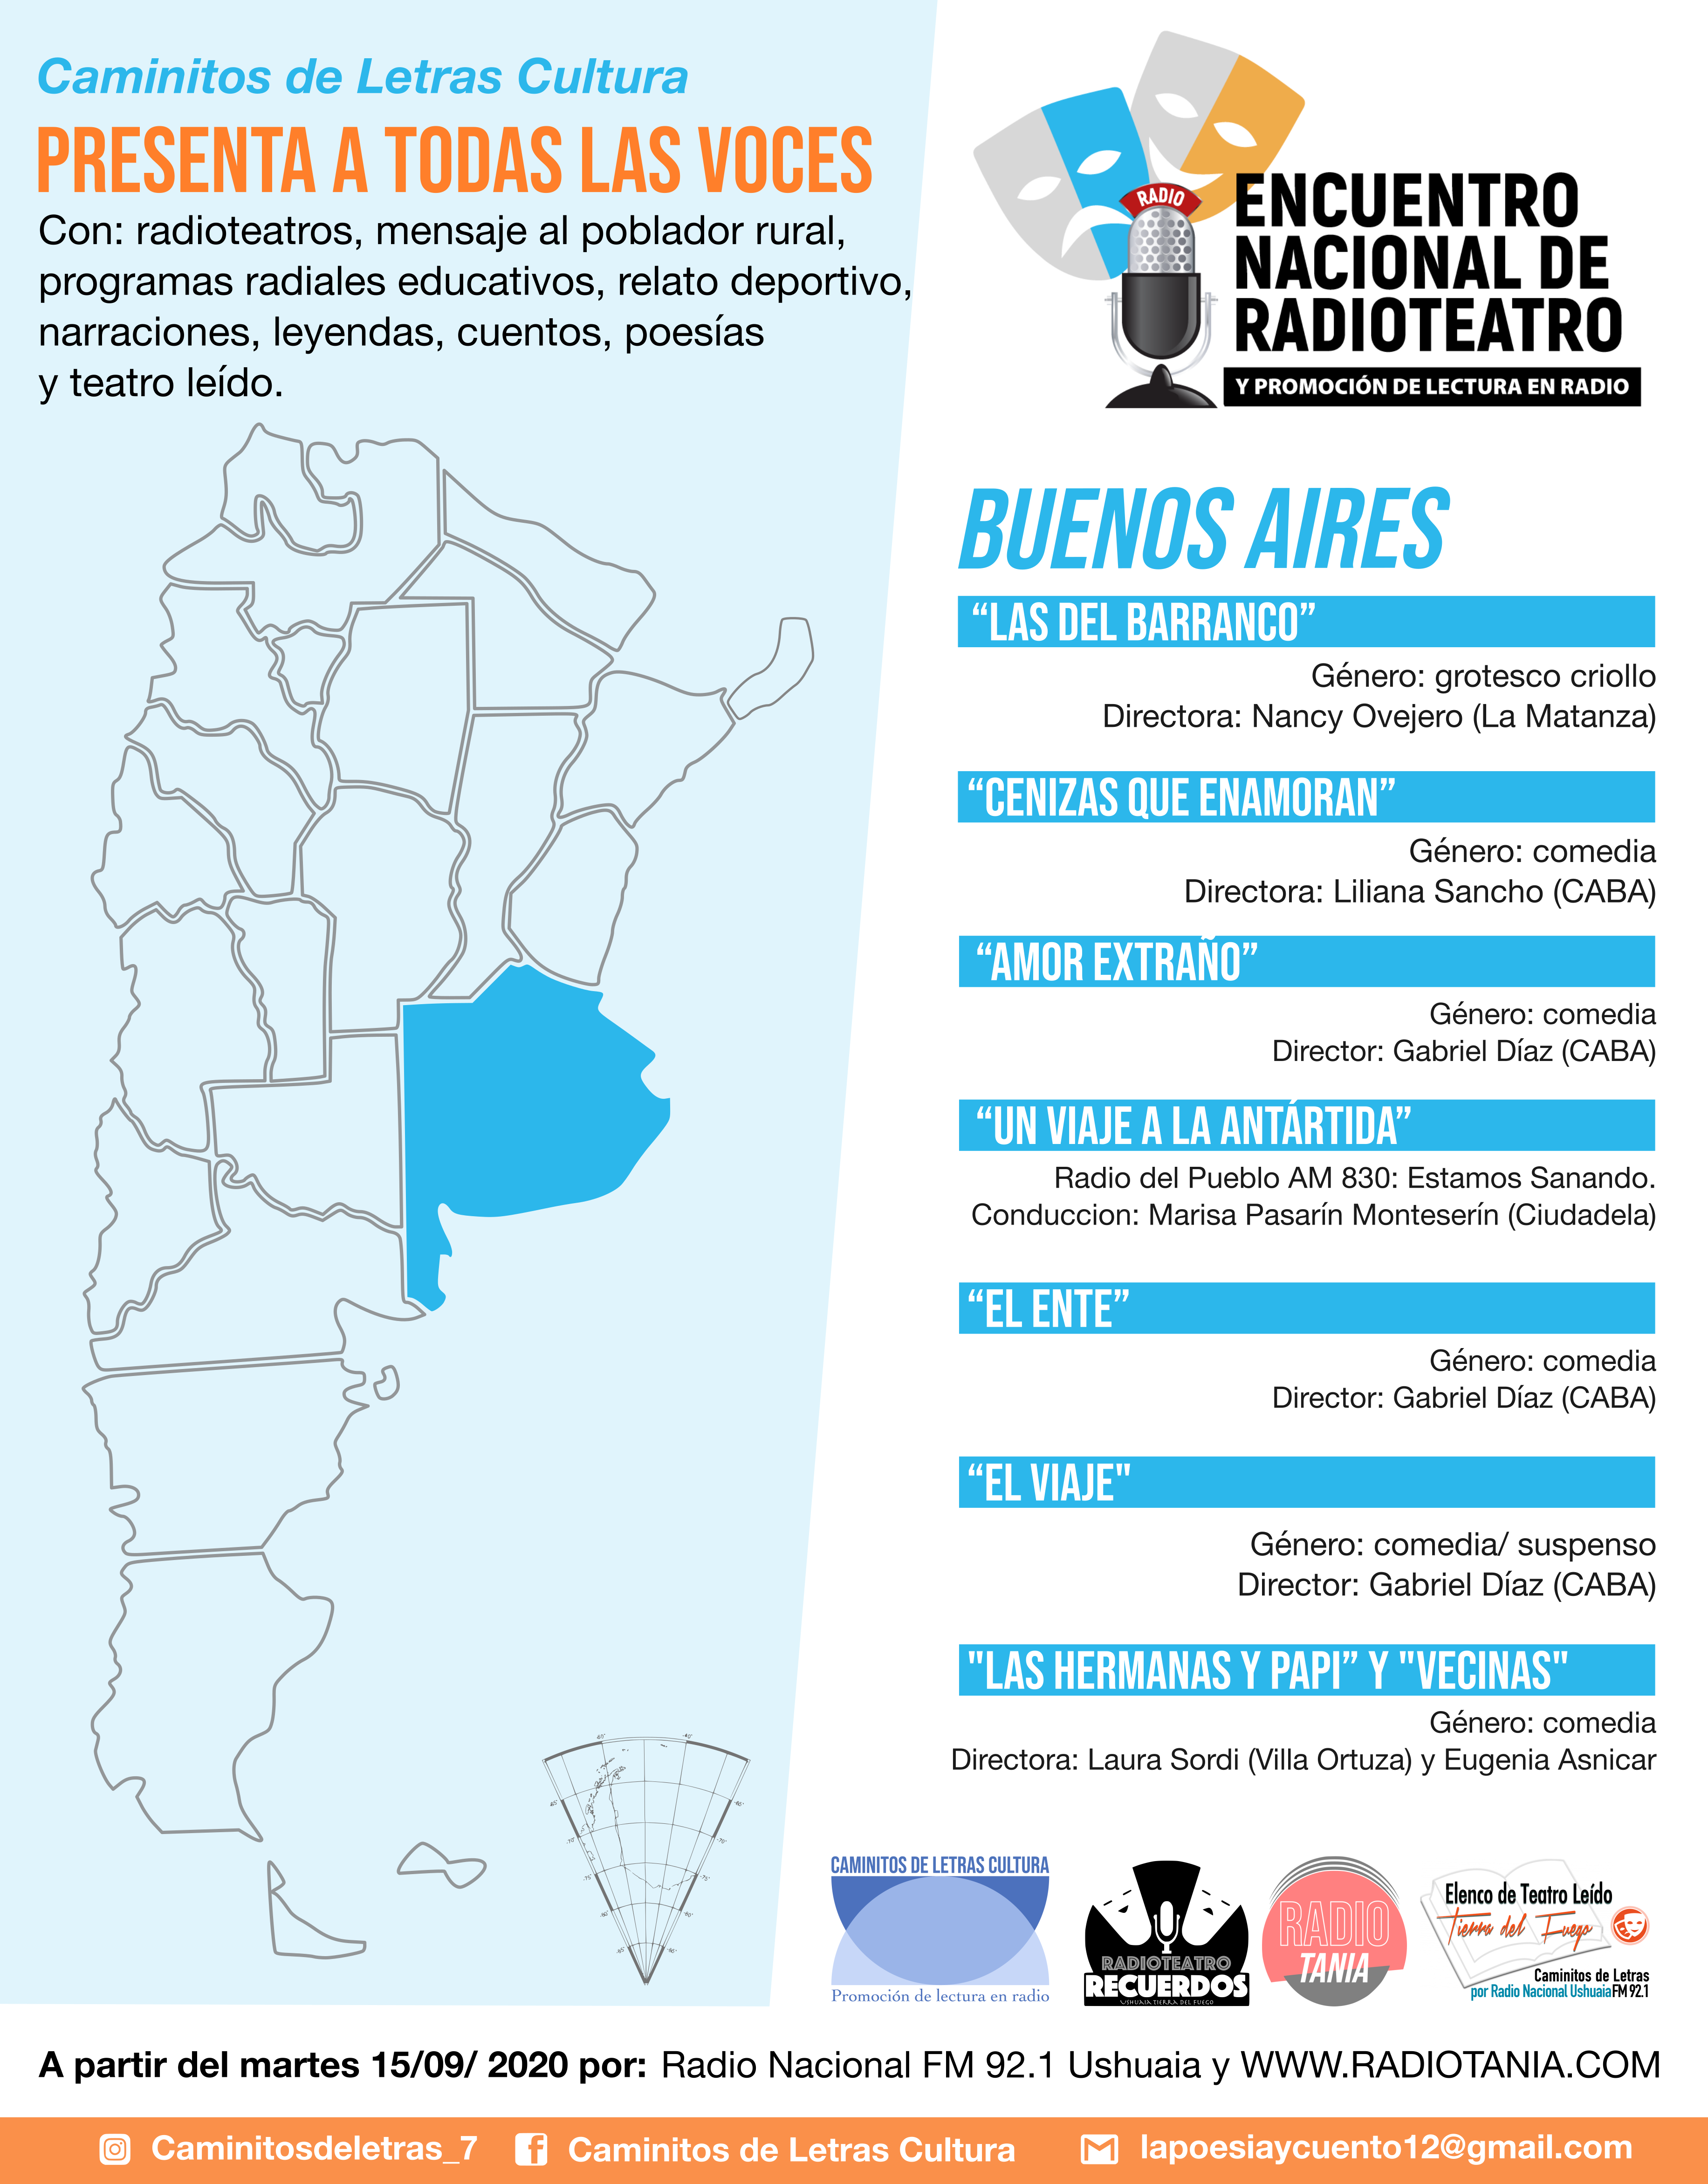 Caminitos de Letras Cultura
PRESENTA A TODAS LAS VOCES
Con: radioteatros, mensaje al poblador rural,
programas radiales educativos, relato deportivo,
narraciones, leyendas, cuentos, poesías
y teatro leído.
RADIO
ENCUENTRO
NACIONAL DE
RADIOTEATRO
Y PROMOCIÓN DE LECTURA EN RADIO
BUENOS AIRES
“LAS DEL BARRANCO”
Género: grotesco criollo
Directora: Nancy Ovejero (La Matanza)
“CENIZAS QUE ENAMORAN”
Género: comedia
Directora: Liliana Sancho (CABA)
“AMOR EXTRAÑO”
Género: comedia
Director: Gabriel Díaz (CABA)
“UN VIAJE A LA ANTÁRTIDA”
Radio del Pueblo AM 830: Estamos Sanando.
Conduccion: Marisa Pasarín Monteserín (Ciudadela)
“EL ENTE”
Género: comedia
Director: Gabriel Díaz (CABA)
“EL VIAJE"
Género: comedia/ suspenso
Director: Gabriel Díaz (CABA)
"LAS HERMANAS Y PAPI” Y "VECINAS"
Género: comedia
Directora: Laura Sordi (Villa Ortuza) y Eugenia Asnicar
CAMINITOS DE LETRAS CULTURA
Promoción de lectura en radio
RADIOTEATRO
RECUERDOS
USHUAIA TIERRA DEL FUEGO
RADIO
TANIA
Elenco de Teatro Leído
Tierra del Fuego
Caminitos de Letras
por Radio Nacional Ushuaia FM 92.1
A partir del martes 15/09/ 2020 por: Radio Nacional FM 92.1 Ushuaia y WWW.RADIOTANIA.COM
Caminitosdeletras_7
Caminitos de Letras Cultura
lapoesiaycuento12@gmail.com